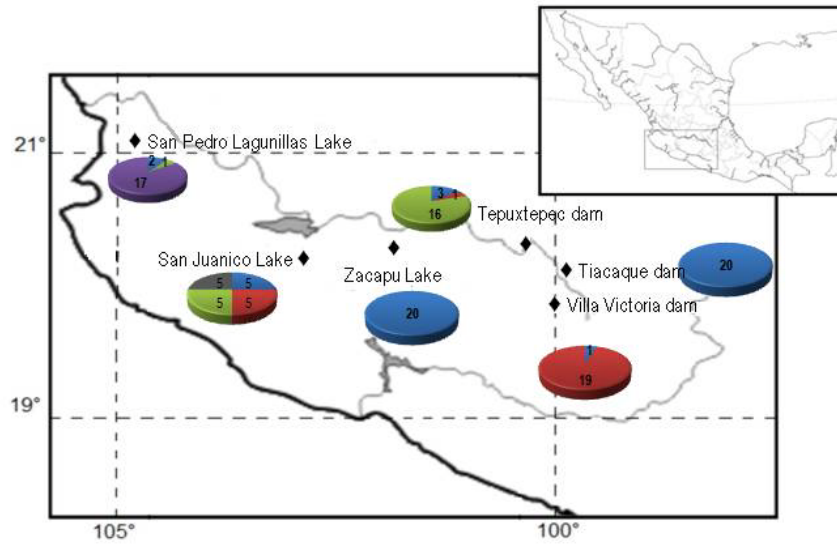 21°
San Pedro Lagunillas Lake
2 1
17
3 1
16
Tepuxtepec dam
San Juanico Lake
Zacapu Lake
Tiacaque dam
20
5 5
5 5
20
Villa Victoria dam
1
19
19°
105°
100°